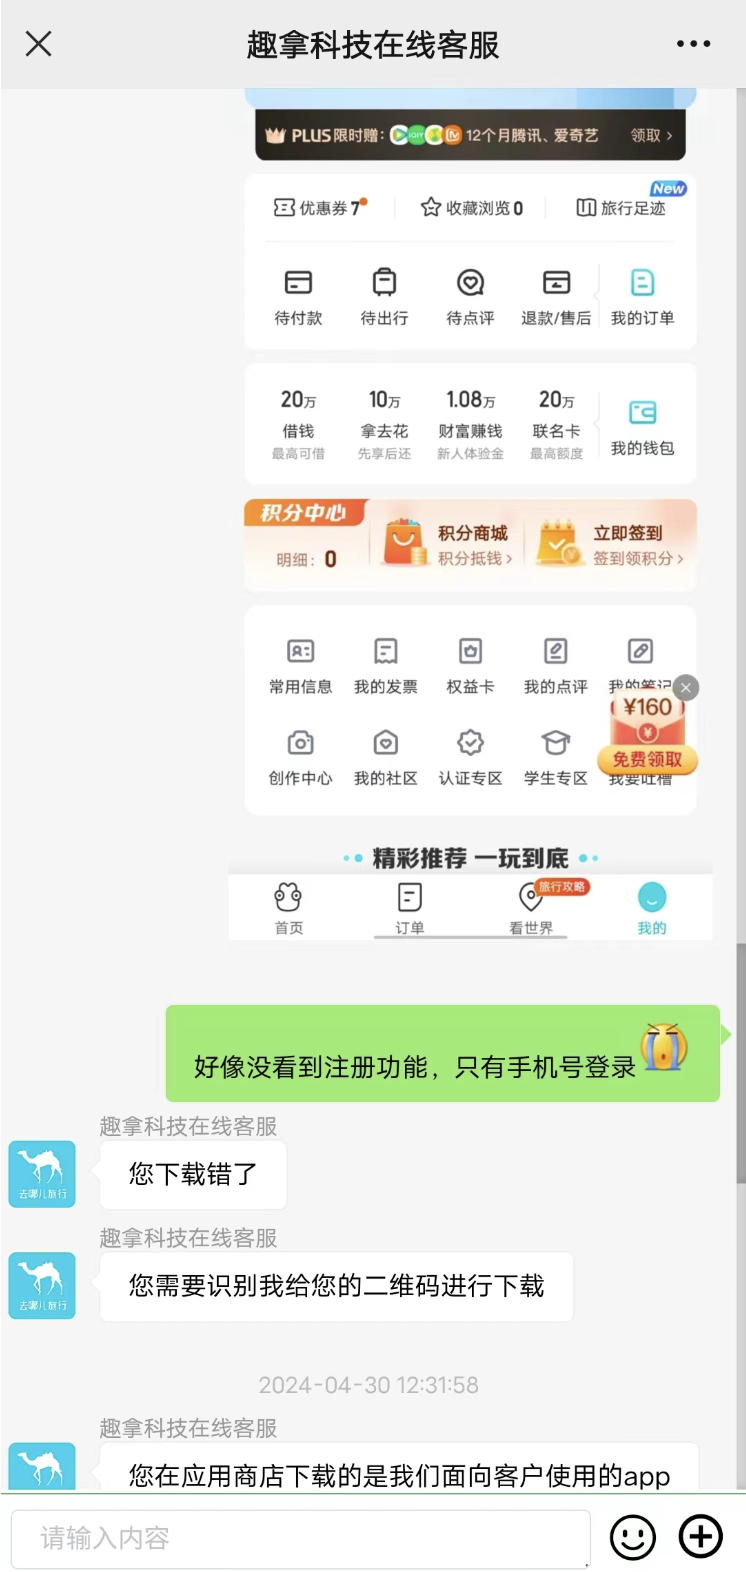 趣拿科技在线客服
PLUS限时赠: 12个月腾讯、爱奇艺 领取 >
New
优惠券 7 收藏浏览 0 旅行足迹
待付款 待出行 待点评 退款/售后 我的订单
20万 10万 1.08万 20万
借钱 拿去花 财富赚钱 联名卡 我的钱包
最高可借 先享后还 新人体验金 最高额度
积分中心 积分商城 立即签到
明细: 0 积分抵钱 > 签到领积分 >
常用信息 我的发票 权益卡 我的点评 我的笔记
¥160
免费领取
创作中心 我的社区 认证专区 学生专区 我要吐槽
精彩推荐 一玩到底
旅行攻略
首页 订单 看世界 我的
好像没看到注册功能，只有手机号登录
趣拿科技在线客服
您下载错了
去哪儿旅行
趣拿科技在线客服
您需要识别我给您的二维码进行下载
去哪儿旅行
2024-04-30 12:31:58
趣拿科技在线客服
您在应用商店下载的是我们面向客户使用的app
请输入内容